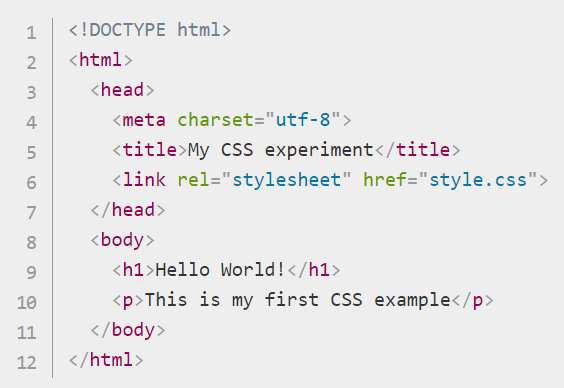 1 <!DOCTYPE html>
2 <html>
3   <head>
4     <meta charset="utf-8">
5     <title>My CSS experiment</title>
6     <link rel="stylesheet" href="style.css">
7   </head>
8   <body>
9     <h1>Hello World!</h1>
10     <p>This is my first CSS example</p>
11   </body>
12 </html>